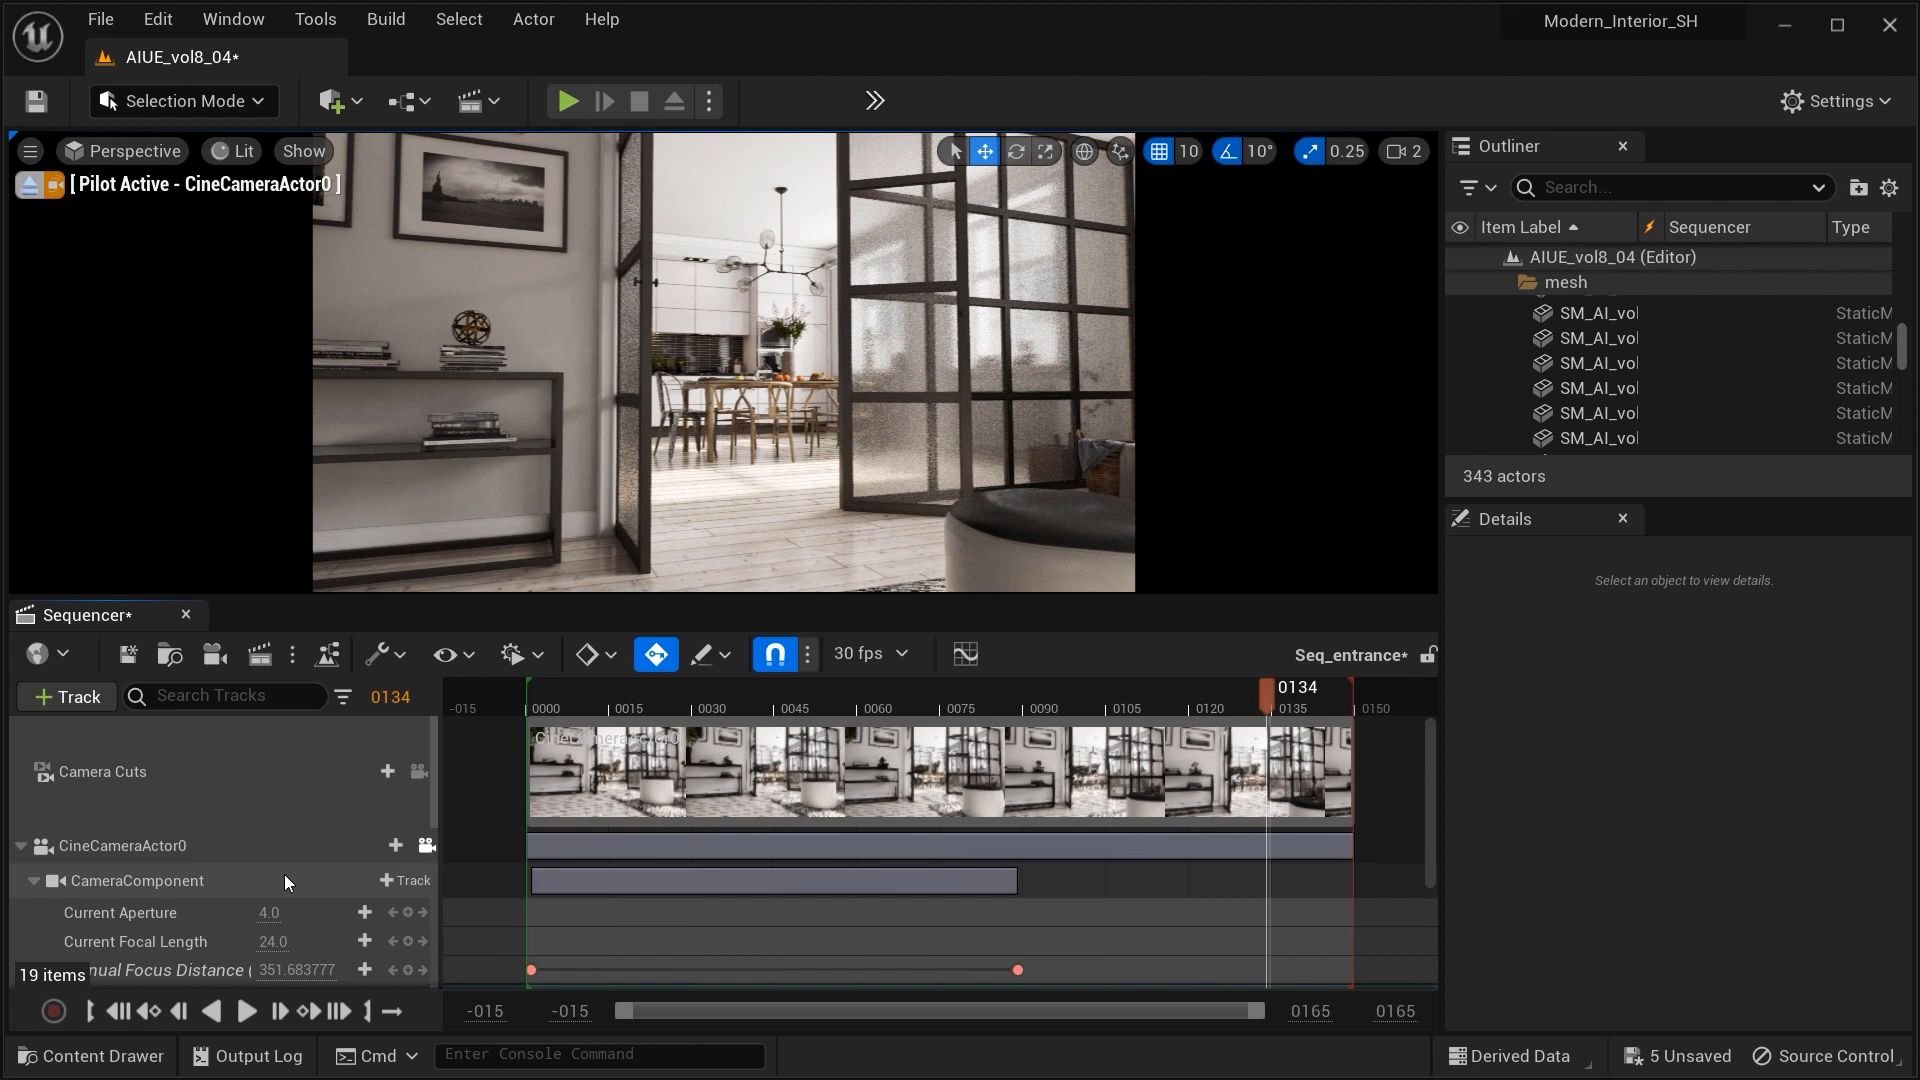 File Edit Window Tools Build Select Actor Help
Modern_Interior_SH
AIUE_vol8_04*
Selection Mode
Settings
Perspective Lit Show
10 10° 0.25 2
[ Pilot Active - CineCameraActor0 ]
Outliner
Search...
Item Label Sequencer Type
AIUE_vol8_04 (Editor)
mesh
SM_AI_vol StaticM
SM_AI_vol StaticM
SM_AI_vol StaticM
SM_AI_vol StaticM
SM_AI_vol StaticM
SM_AI_vol StaticM
343 actors
Details
Select an object to view details.
Sequencer*
30 fps
Seq_entrance*
Track
Search Tracks
0134
0134
-015 0000 0015 0030 0045 0060 0075 0090 0105 0120 0135 0150
CineCameraActor0
Camera Cuts
CineCameraActor0
CameraComponent
Track
Current Aperture 4.0
Current Focal Length 24.0
19 items
nual Focus Distance ( 351.683777
-015 -015 0165 0165
Content Drawer Output Log Cmd Enter Console Command
Derived Data 5 Unsaved Source Control